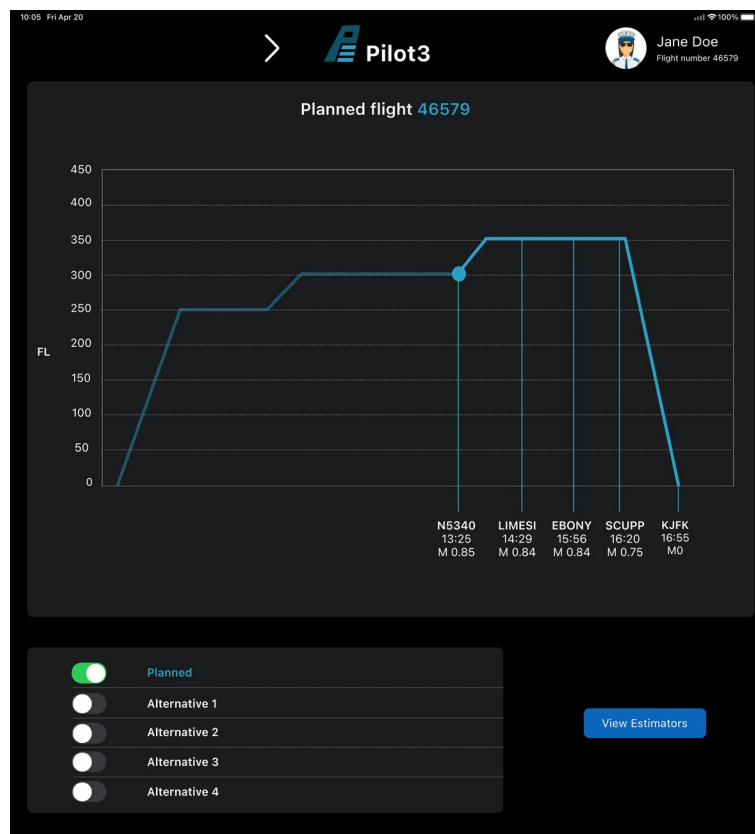 10:05 Fri Apr 20
100%
Pilot3
Jane Doe
Flight number 46579
Planned flight 46579
450
400
350
300
250
200
150
100
50
0
FL
N5340 LIMESI EBONY SCUPP KJFK
13:25 14:29 15:56 16:20 16:55
M 0.85 M 0.84 M 0.84 M 0.75 M0
Planned
Alternative 1
Alternative 2
Alternative 3
Alternative 4
View Estimators